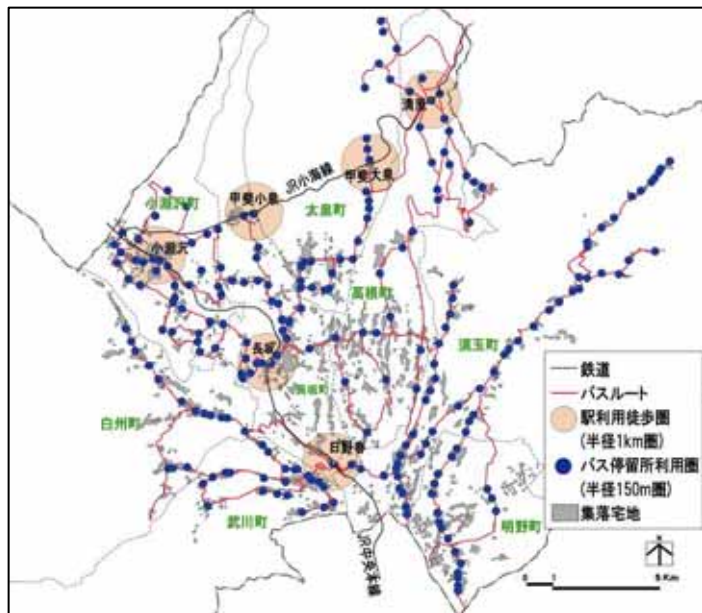 清里
甲斐大泉
JR小海線
甲斐小泉
大泉町
小淵沢町
小淵沢
高根町
須玉町
長坂
長坂町
白州町
日野春
武川町
明野町
JR中央本線
鉄道
バスルート
駅利用徒歩圏
(半径1km圏)
バス停留所利用圏
(半径150m圏)
集落宅地
N
0 1 5 Km